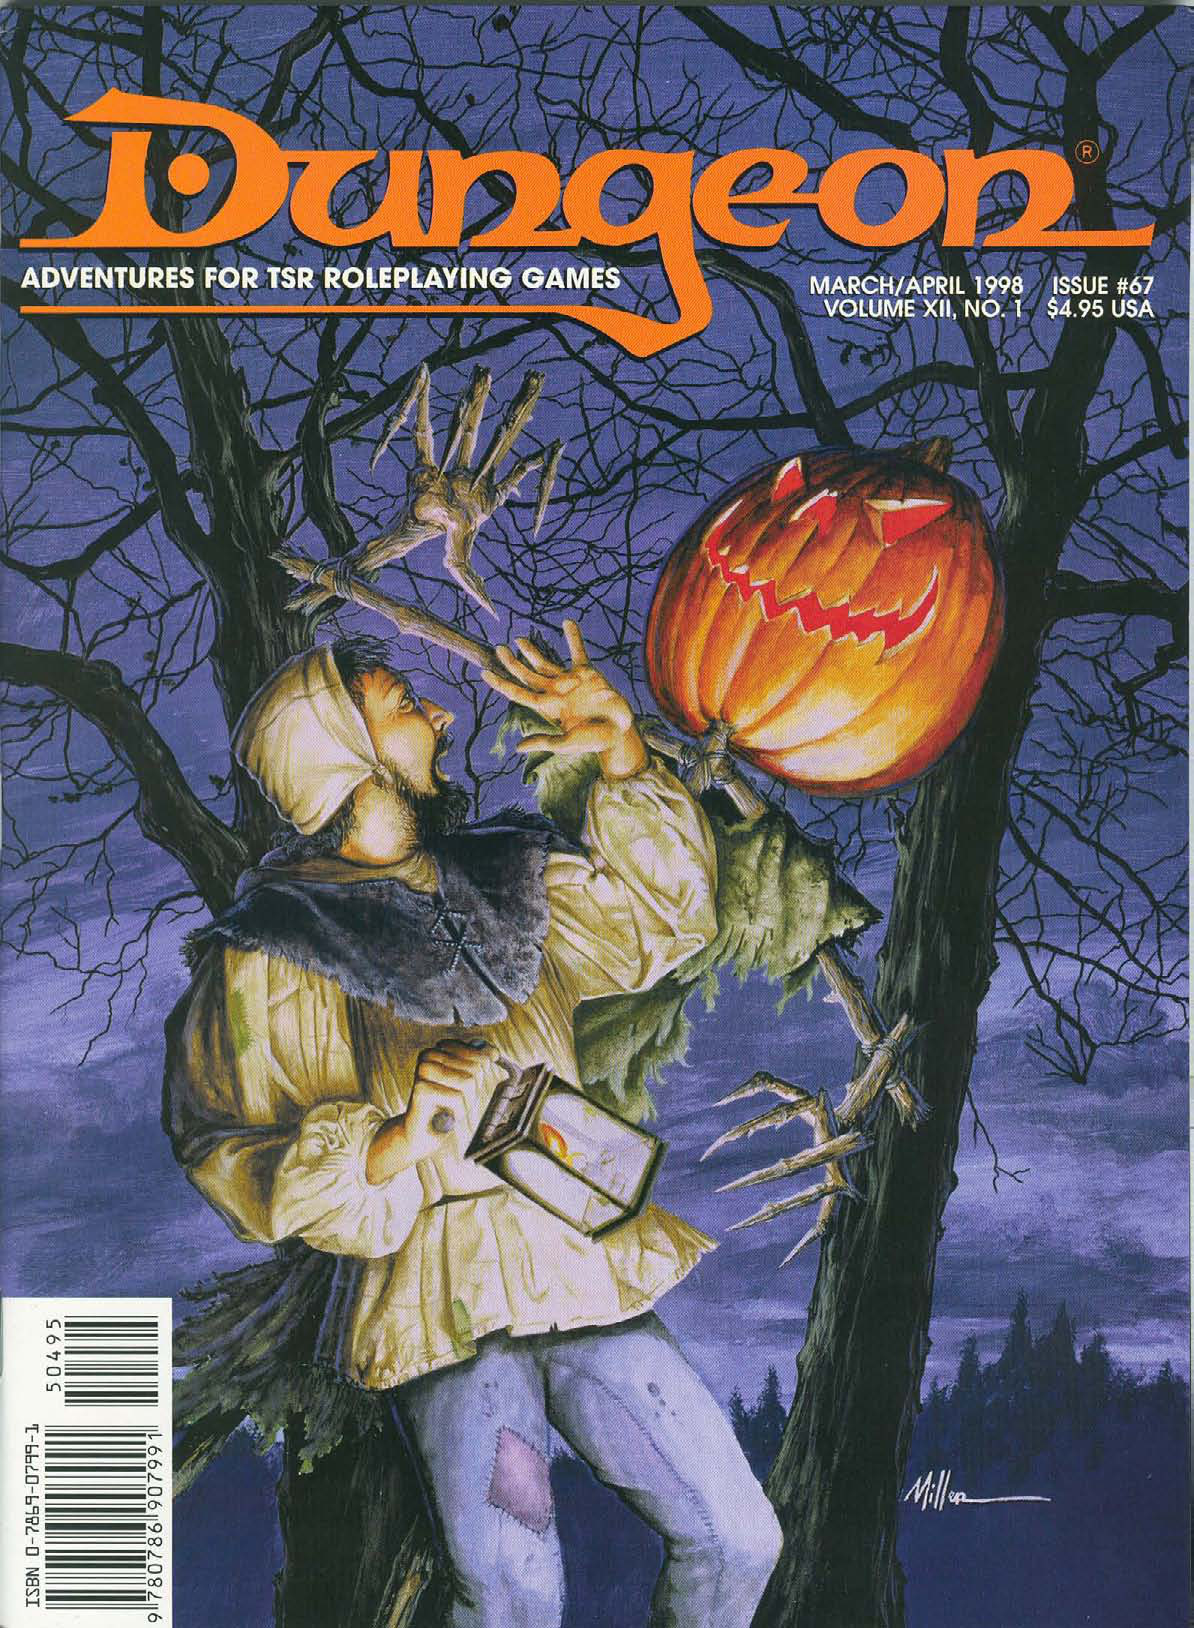 Dungeon®
ADVENTURES FOR TSR ROLEPLAYING GAMES
MARCH/APRIL 1998 ISSUE #67
VOLUME XII, NO. 1 $4.95 USA
Miller
50495
ISBN 0-7869-0799-1
9 780786 907991